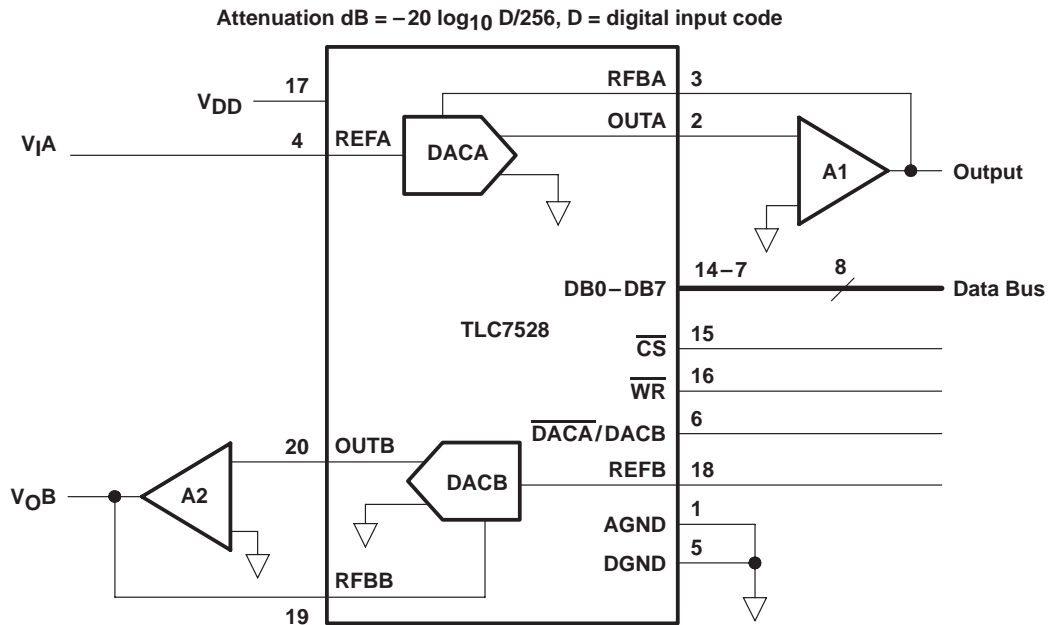 Attenuation dB = –20 log10 D/256, D = digital input code
17
VDD
RFBA 3
OUTA 2
VIA
4 REFA
DACA
A1
Output
14–7
8
DB0–DB7
Data Bus
TLC7528
CS 15
WR 16
DACA/DACB 6
20 OUTB
REFB 18
VOB
A2
DACB
AGND 1
DGND 5
RFBB
19